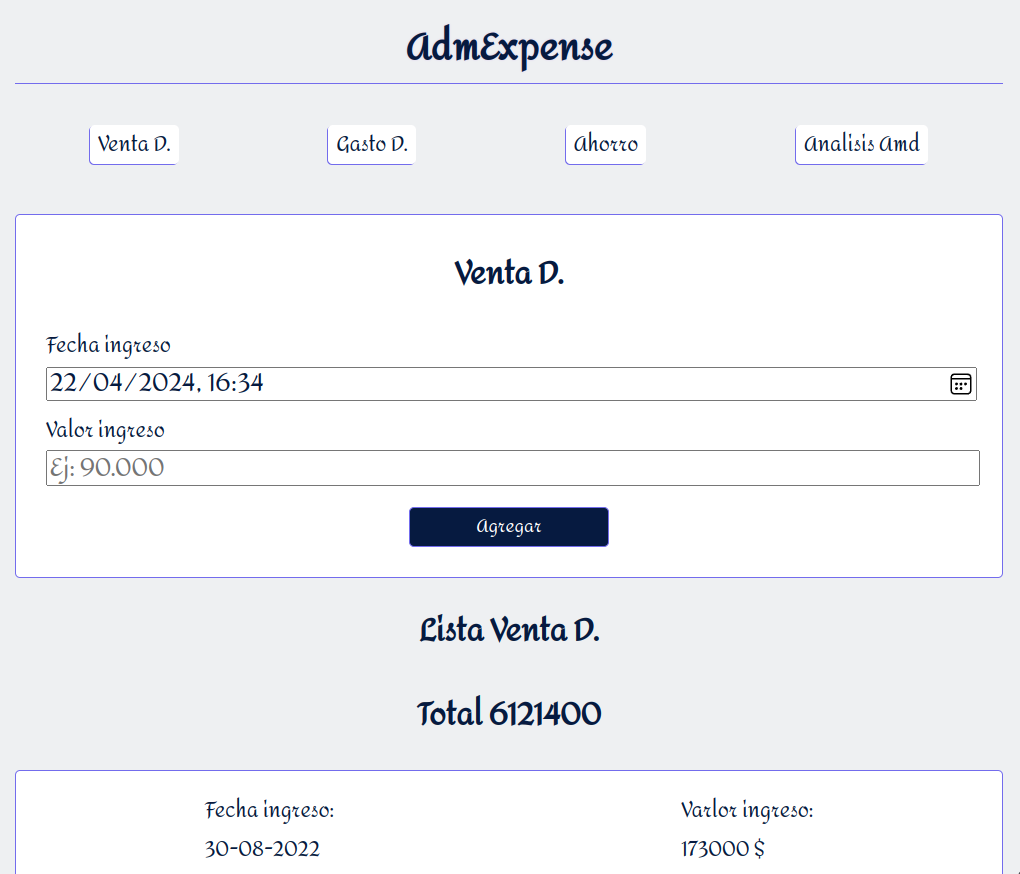 AdmExpense
Venta D. Gasto D. Ahorro Analisis Amd
Venta D.
Fecha ingreso
22/04/2024, 16:34
Valor ingreso
Ej: 90.000
Agregar
Lista Venta D.
Total 6121400
Fecha ingreso: Varlor ingreso:
30-08-2022 173000 $